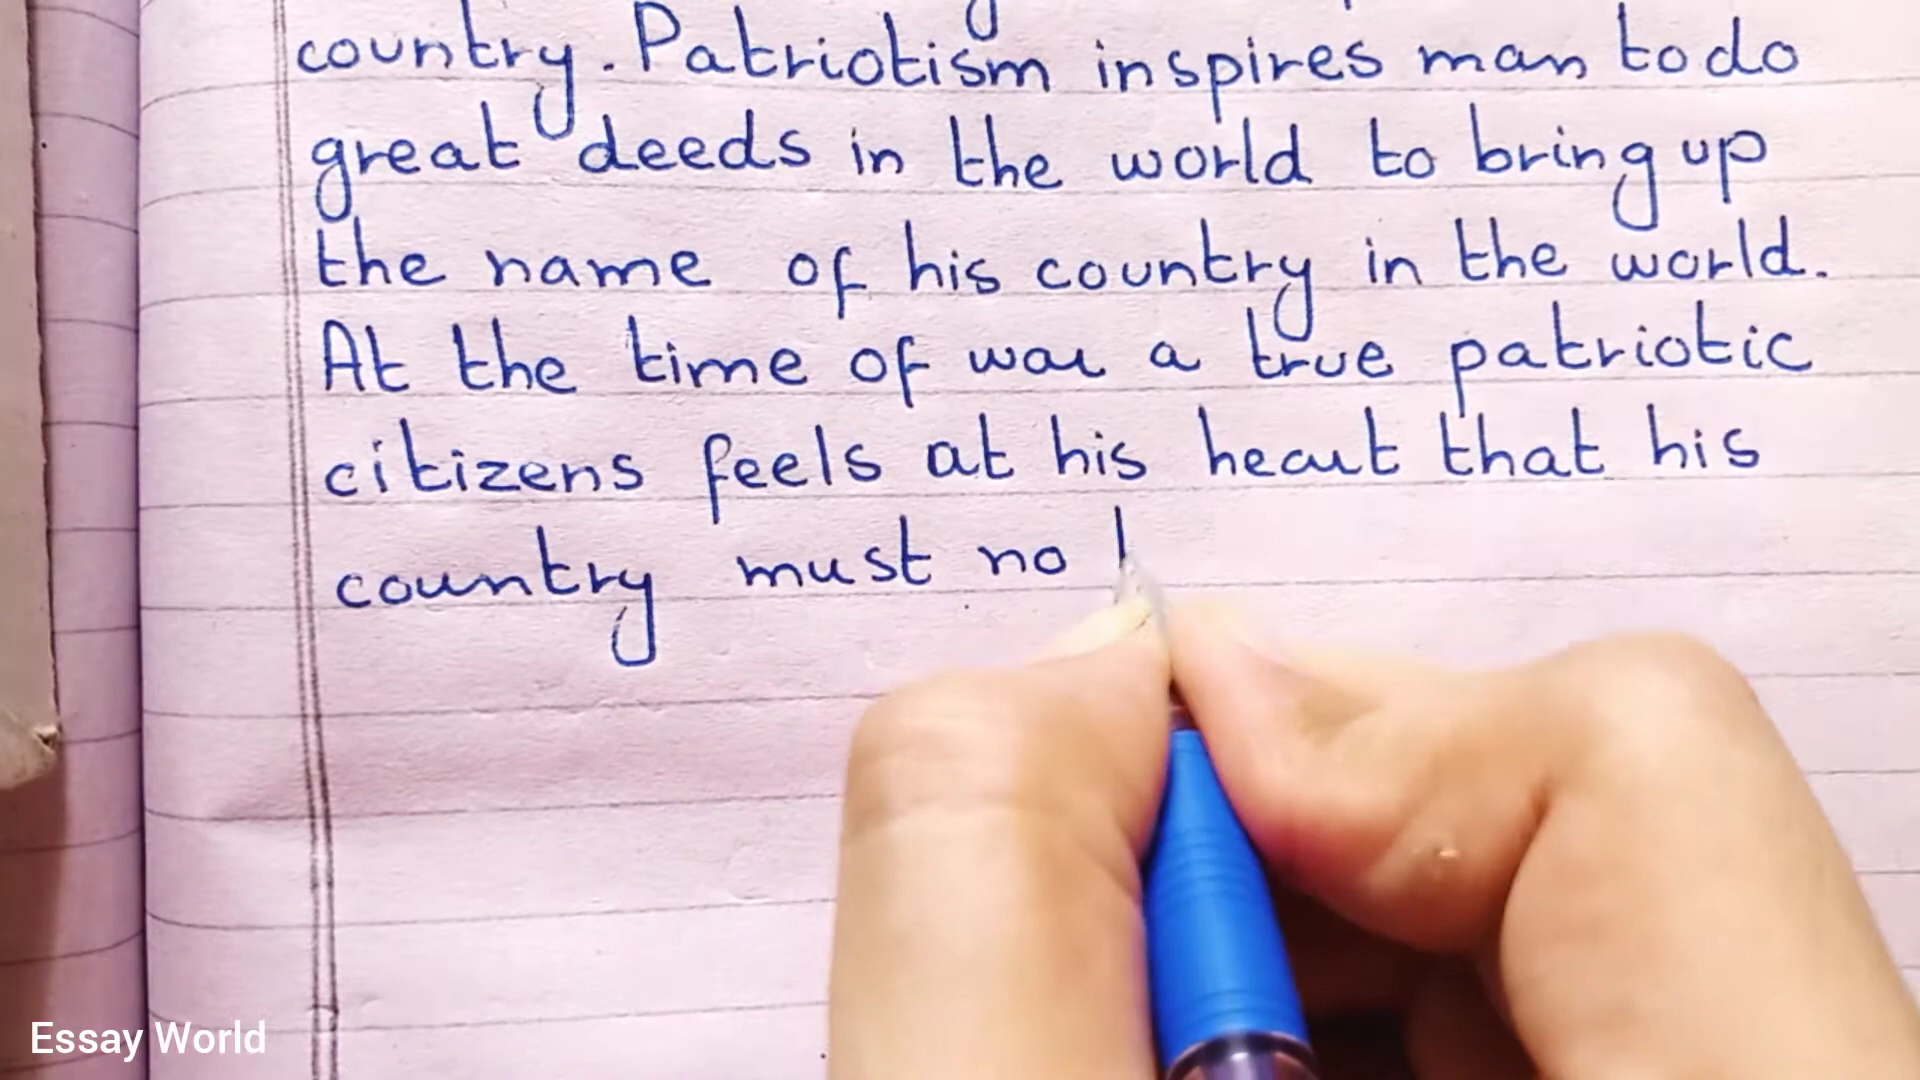 country. Patriotism inspires man to do
great deeds in the world to bring up
the name of his country in the world.
At the time of war a true patriotic
citizens feels at his heart that his
country must no
Essay World